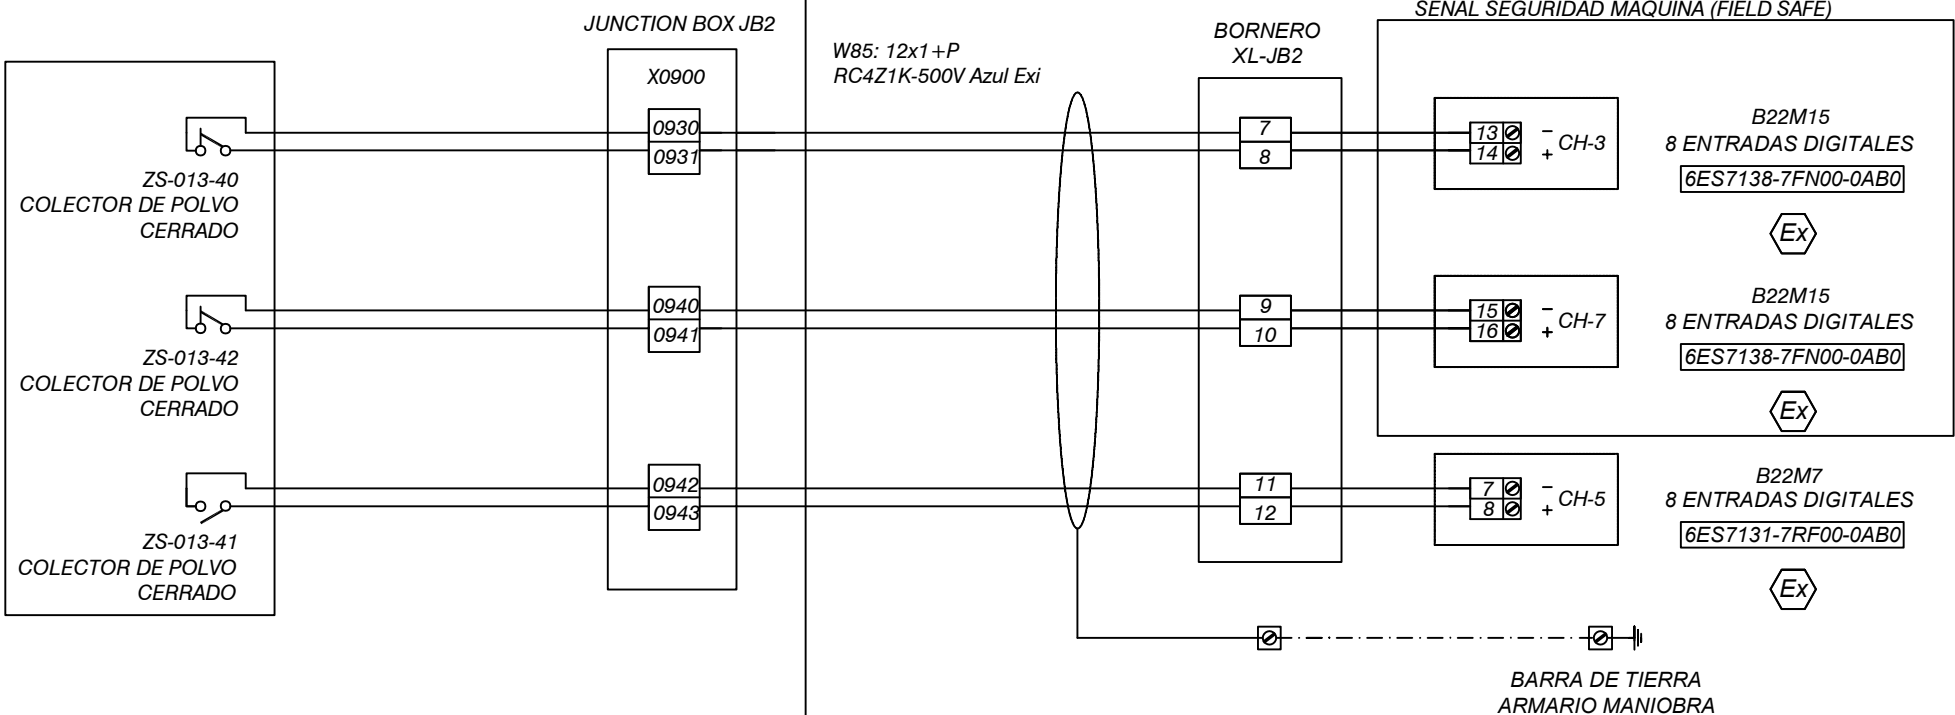 SEÑAL SEGURIDAD MAQUINA (FIELD SAFE)
JUNCTION BOX JB2
W85: 12x1+P
RC4Z1K-500V Azul Exi
BORNERO
XL-JB2
X0900
0930
0931
7
8
13
14
−
+
CH-3
B22M15
8 ENTRADAS DIGITALES
6ES7138-7FN00-0AB0
Ex
ZS-013-40
COLECTOR DE POLVO
CERRADO
0940
0941
9
10
15
16
−
+
CH-7
B22M15
8 ENTRADAS DIGITALES
6ES7138-7FN00-0AB0
Ex
ZS-013-42
COLECTOR DE POLVO
CERRADO
0942
0943
11
12
7
8
−
+
CH-5
B22M7
8 ENTRADAS DIGITALES
6ES7131-7RF00-0AB0
Ex
ZS-013-41
COLECTOR DE POLVO
CERRADO
BARRA DE TIERRA
ARMARIO MANIOBRA